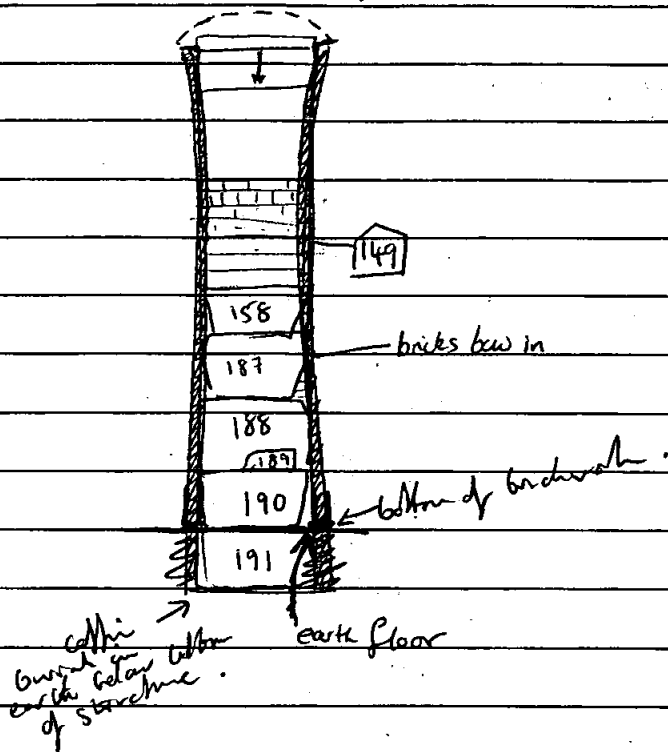 149
158
bricks bow in
187
188
189
bottom of brickwork.
190
191
earth floor
coffin
buried in
earth below bottom
of structure.